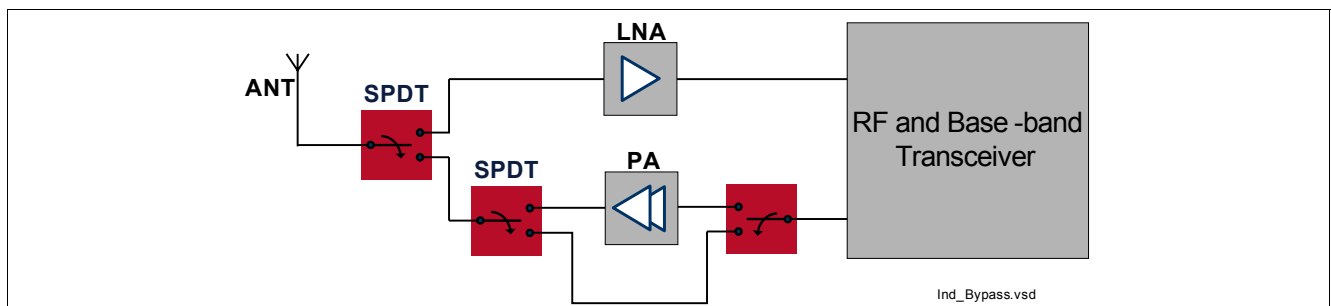 LNA
ANT
SPDT
RF and Base -band
Transceiver
SPDT
PA
Ind_Bypass.vsd